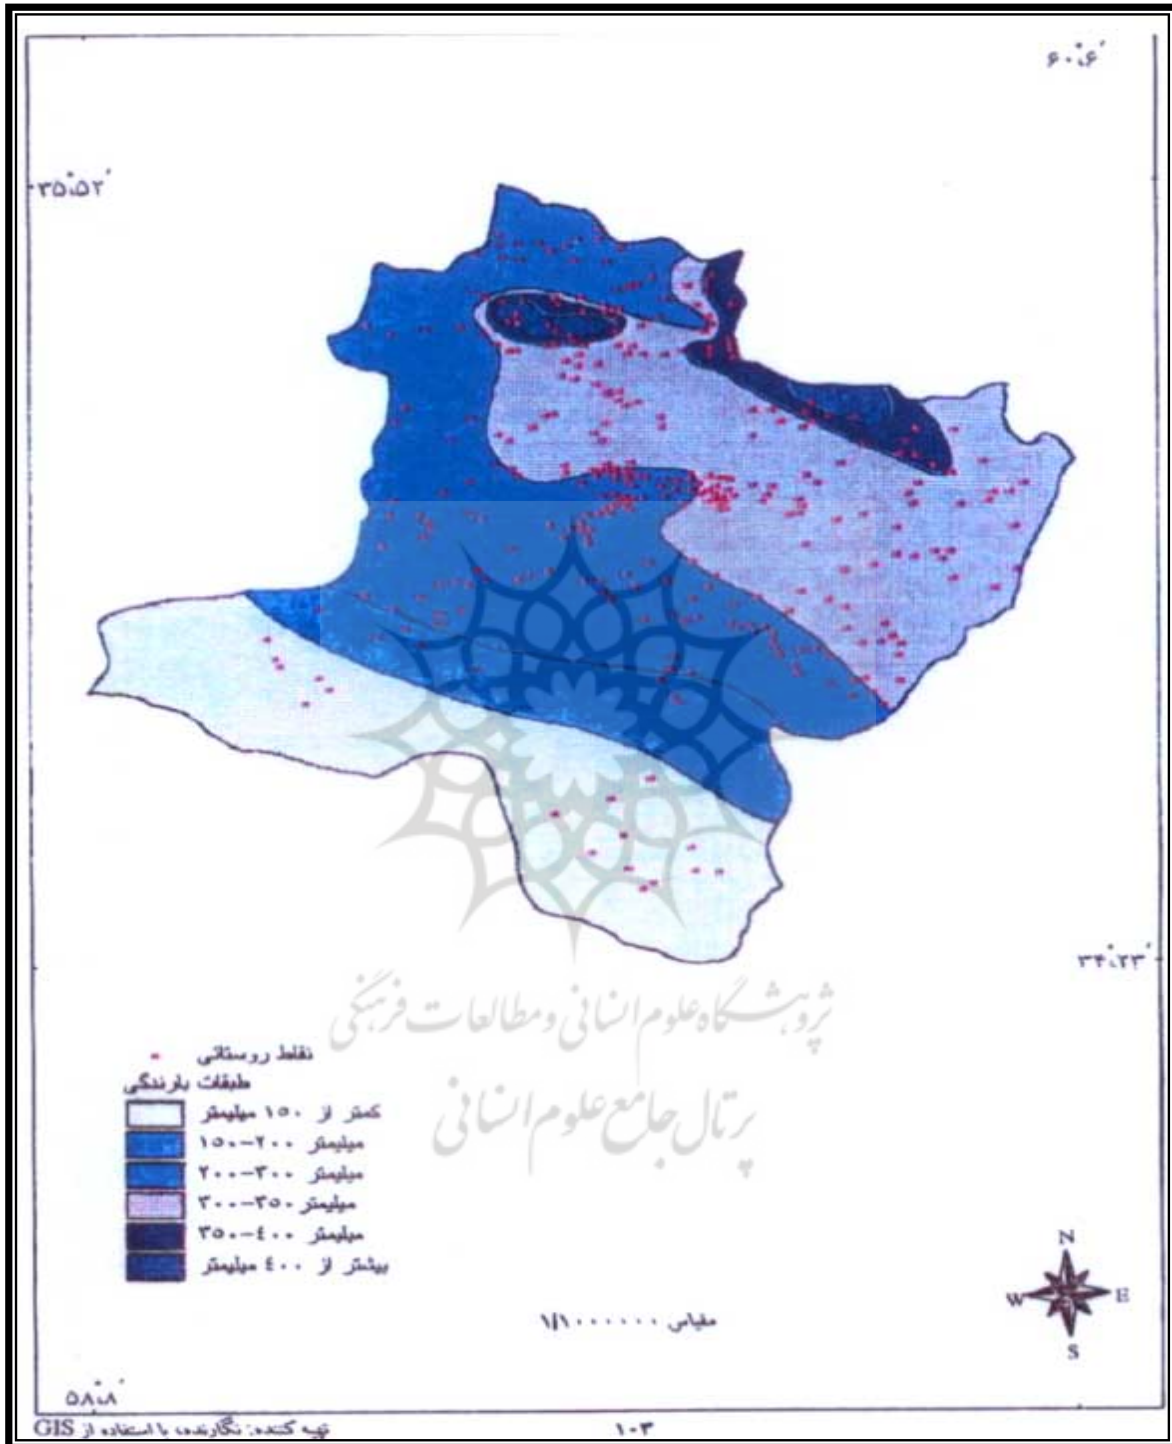 ۶۰°۶′
۳۵°۵۲′
۳۴°۲۳′
پژوهشگاه علوم انسانی و مطالعات فرهنگی
پرتال جامع علوم انسانی
نقاط روستائی
طبقات بارندگی
کمتر از ۱۵۰ میلیمتر
میلیمتر ۲۰۰-۱۵۰
میلیمتر ۳۰۰-۲۰۰
میلیمتر ۳۵۰-۳۰۰
میلیمتر ۴۰۰-۳۵۰
بیشتر از ۴۰۰ میلیمتر
N
W
E
S
مقیاس ۱/۱۰۰۰۰۰۰
۵۸°۸′
تهیه کننده: نگارنده، با استفاده از GIS
۱۰۳